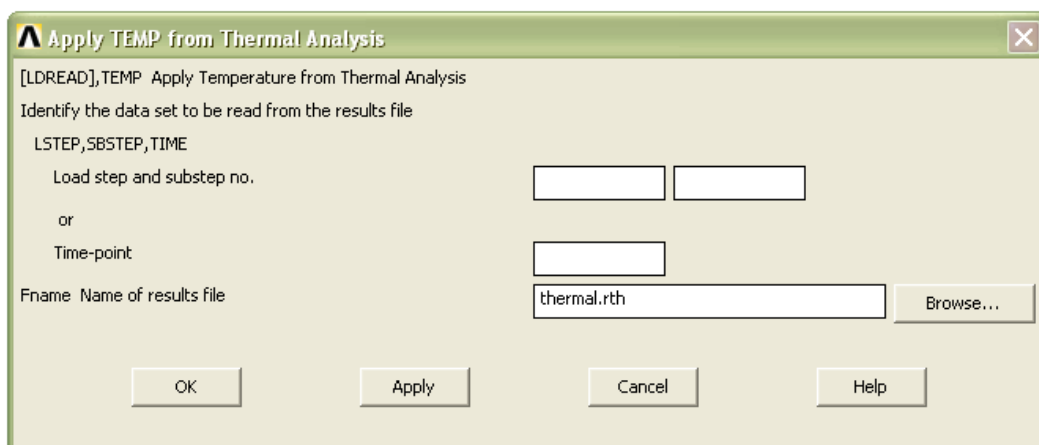 Apply TEMP from Thermal Analysis
[LDREAD],TEMP Apply Temperature from Thermal Analysis
Identify the data set to be read from the results file
LSTEP,SBSTEP,TIME
Load step and substep no.
or
Time-point
Fname Name of results file thermal.rth Browse...
OK Apply Cancel Help